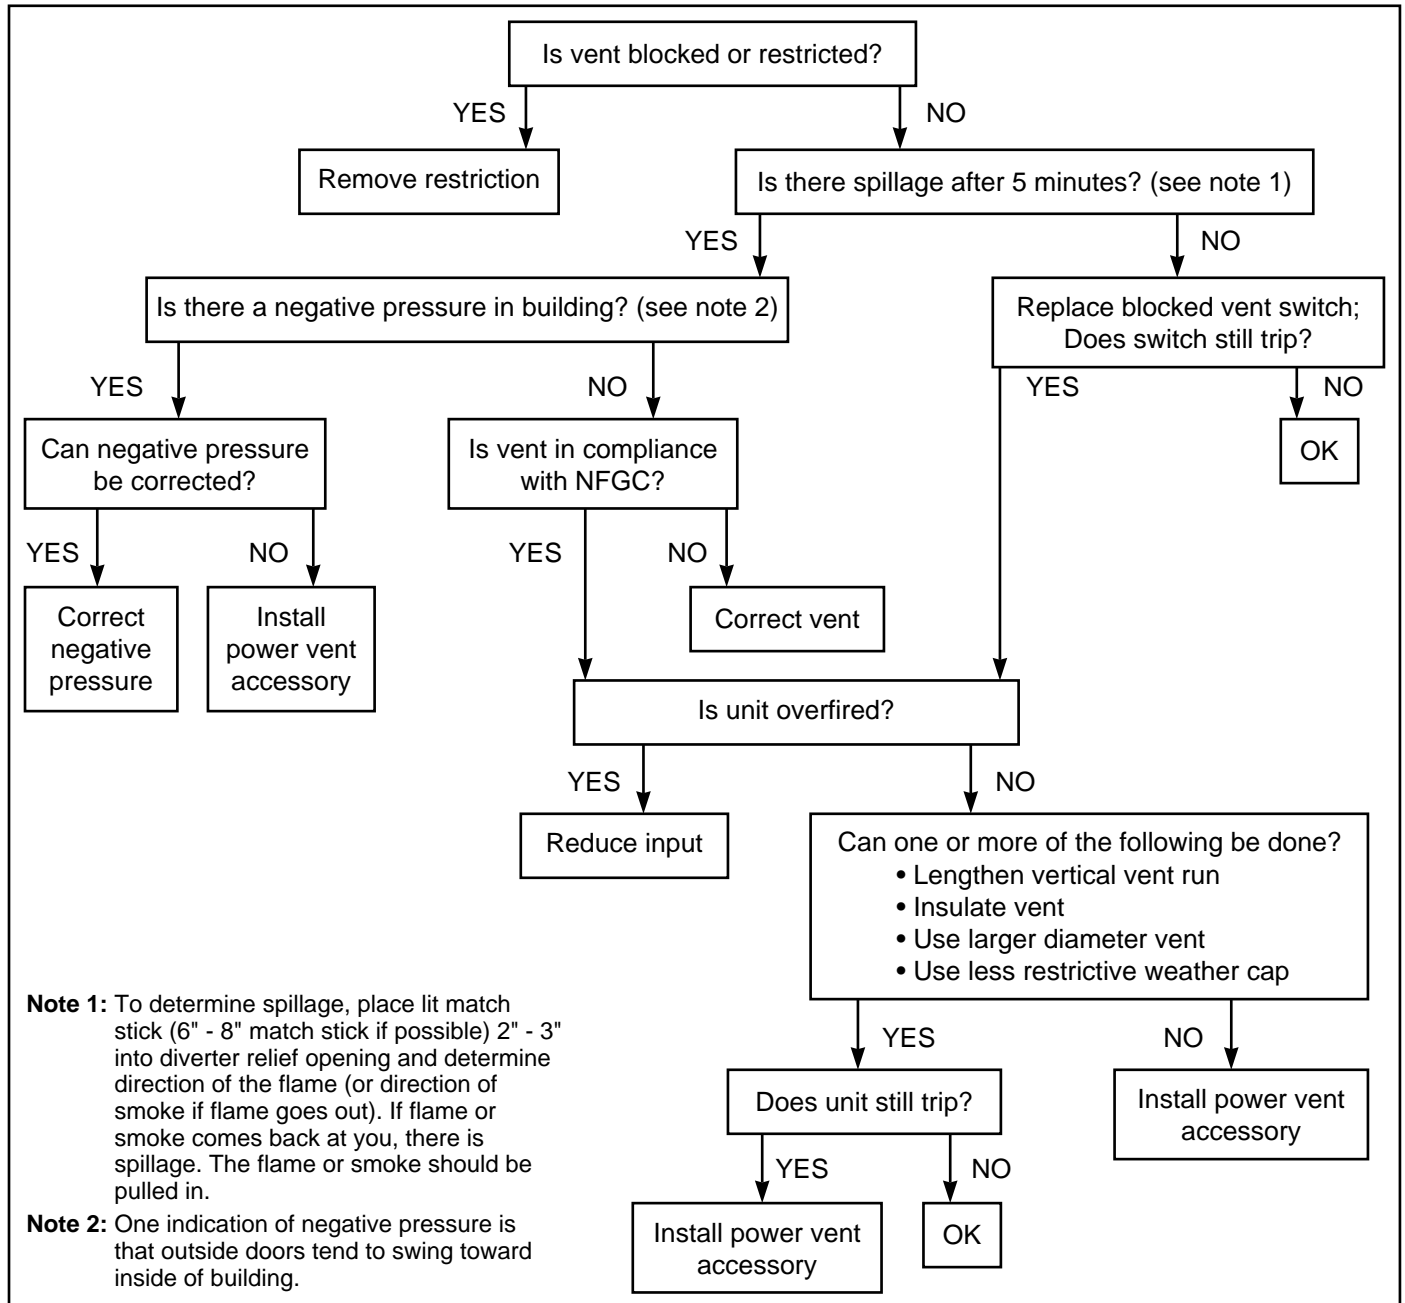 Is vent blocked or restricted?
YES
NO
Remove restriction
Is there spillage after 5 minutes? (see note 1)
YES
NO
Is there a negative pressure in building? (see note 2)
Replace blocked vent switch;
Does switch still trip?
YES
NO
YES
NO
Can negative pressure
be corrected?
Is vent in compliance
with NFGC?
OK
YES
NO
YES
NO
Correct
negative
pressure
Install
power vent
accessory
Correct vent
Is unit overfired?
YES
NO
Reduce input
Can one or more of the following be done?
• Lengthen vertical vent run
• Insulate vent
• Use larger diameter vent
• Use less restrictive weather cap
YES
NO
Does unit still trip?
Install power vent
accessory
YES
NO
Install power vent
accessory
OK
Note 1: To determine spillage, place lit match
stick (6" - 8" match stick if possible) 2" - 3"
into diverter relief opening and determine
direction of the flame (or direction of
smoke if flame goes out). If flame or
smoke comes back at you, there is
spillage. The flame or smoke should be
pulled in.
Note 2: One indication of negative pressure is
that outside doors tend to swing toward
inside of building.